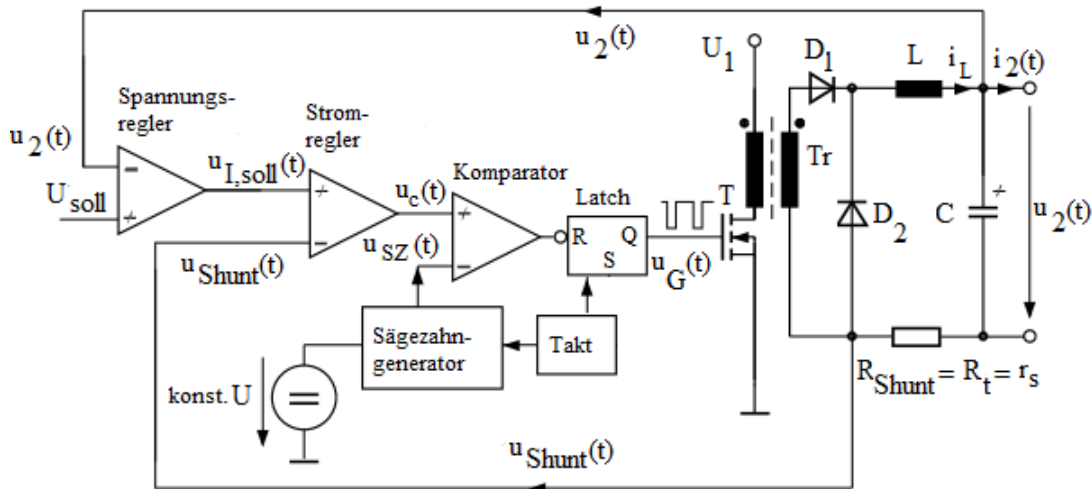 u2(t)
U1
D1
L
iL
i2(t)
Spannungs-
regler
Strom-
regler
u2(t)
uI,soll(t)
Komparator
Tr
−
+
uc(t)
+
Latch
T
Usoll
+
−
uSZ(t)
−
R
Q
S
D2
C
+
u2(t)
uShunt(t)
uG(t)
Sägezahn-
generator
Takt
RShunt = Rt = rs
konst. U
=
uShunt(t)